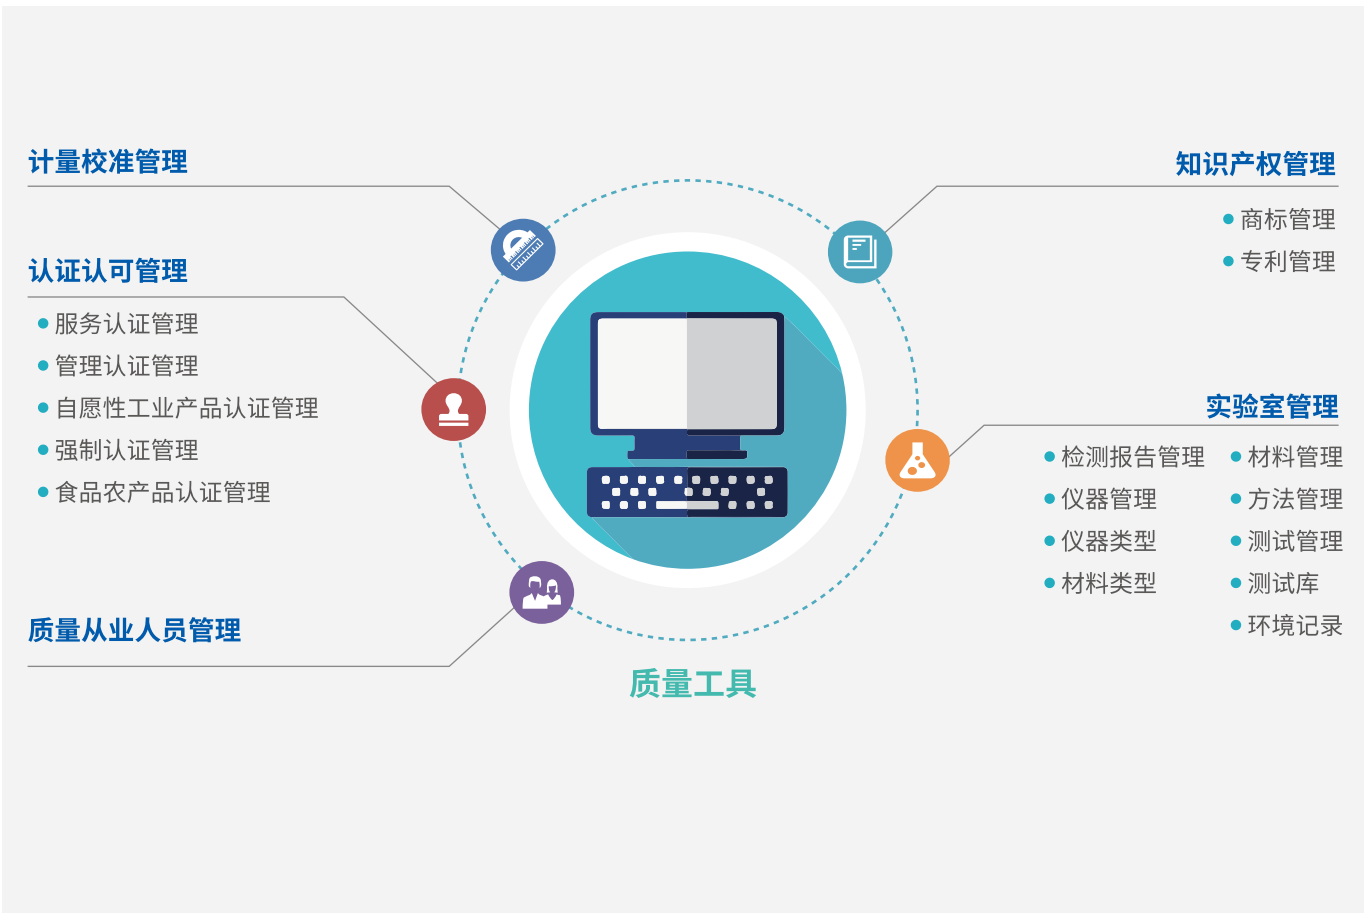 计量校准管理
认证认可管理
服务认证管理
管理认证管理
自愿性工业产品认证管理
强制认证管理
食品农产品认证管理
质量从业人员管理
知识产权管理
商标管理
专利管理
实验室管理
检测报告管理
仪器管理
仪器类型
材料类型
材料管理
方法管理
测试管理
测试库
环境记录
质量工具